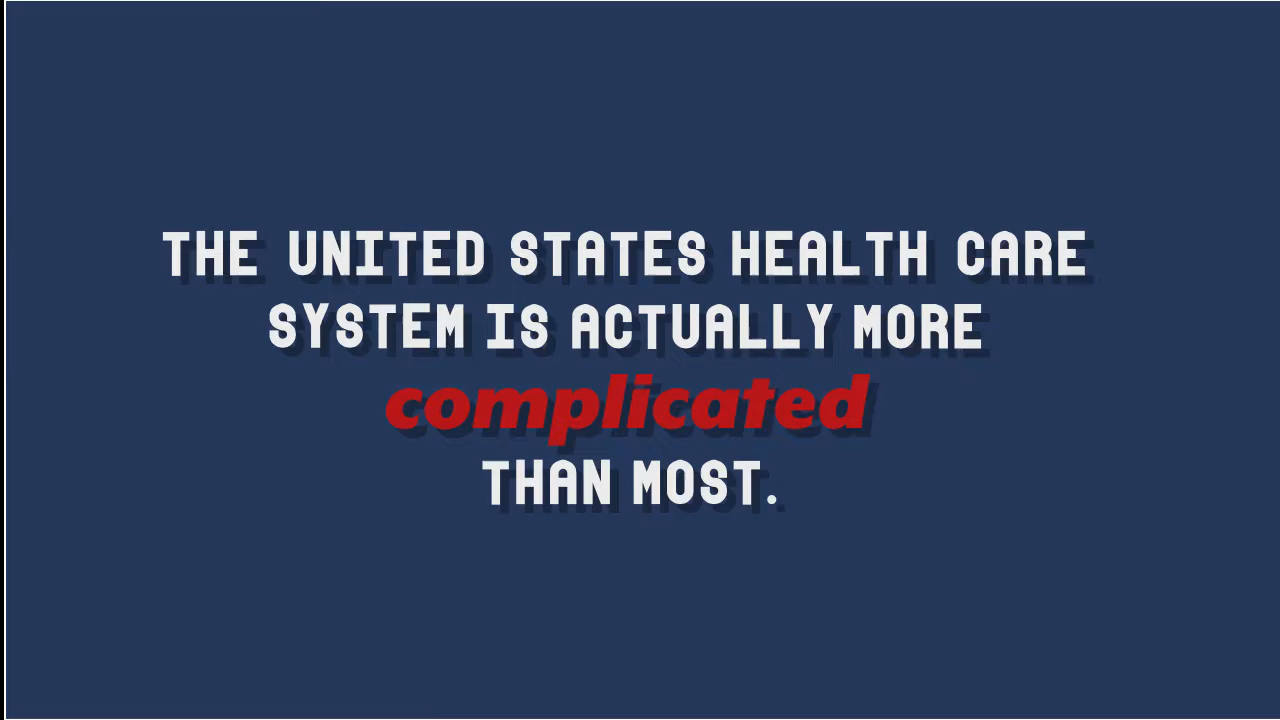 THE UNITED STATES HEALTH CARE
SYSTEM IS ACTUALLY MORE
complicated
THAN MOST.